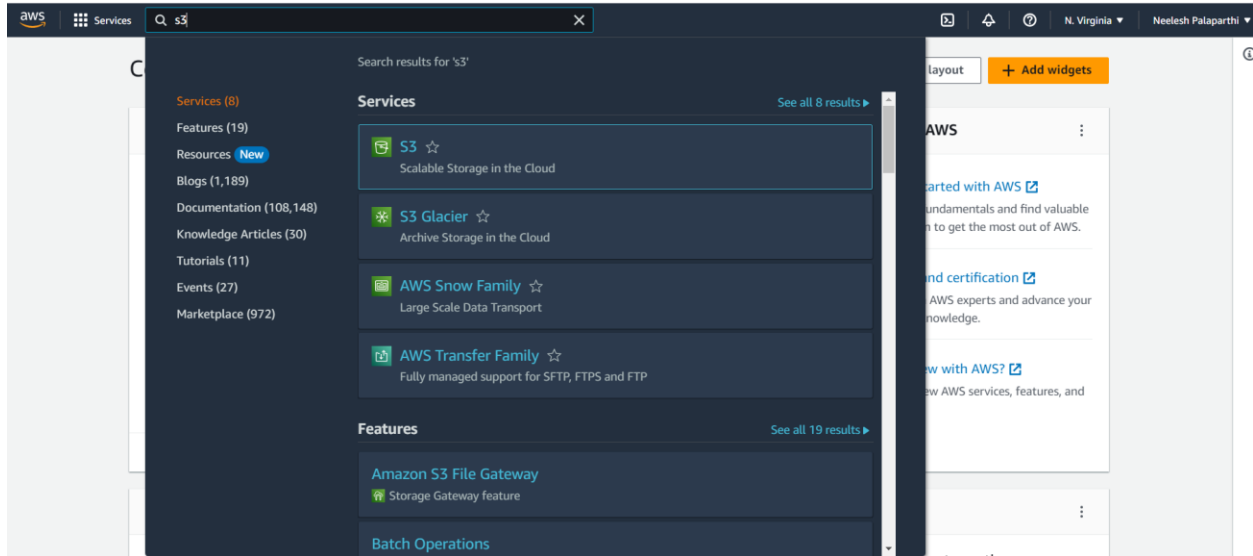 aws
Services
s3
N. Virginia
Neelesh Palaparthi
layout
+ Add widgets
Search results for 's3'
Services (8)
Features (19)
Resources New
Blogs (1,189)
Documentation (108,148)
Knowledge Articles (30)
Tutorials (11)
Events (27)
Marketplace (972)
Services
See all 8 results
S3
Scalable Storage in the Cloud
S3 Glacier
Archive Storage in the Cloud
AWS Snow Family
Large Scale Data Transport
AWS Transfer Family
Fully managed support for SFTP, FTPS and FTP
Features
See all 19 results
Amazon S3 File Gateway
Storage Gateway feature
Batch Operations
AWS
with AWS
and find valuable
to get the most out of AWS.
certification
AWS experts and advance your
with AWS?
AWS services, features, and